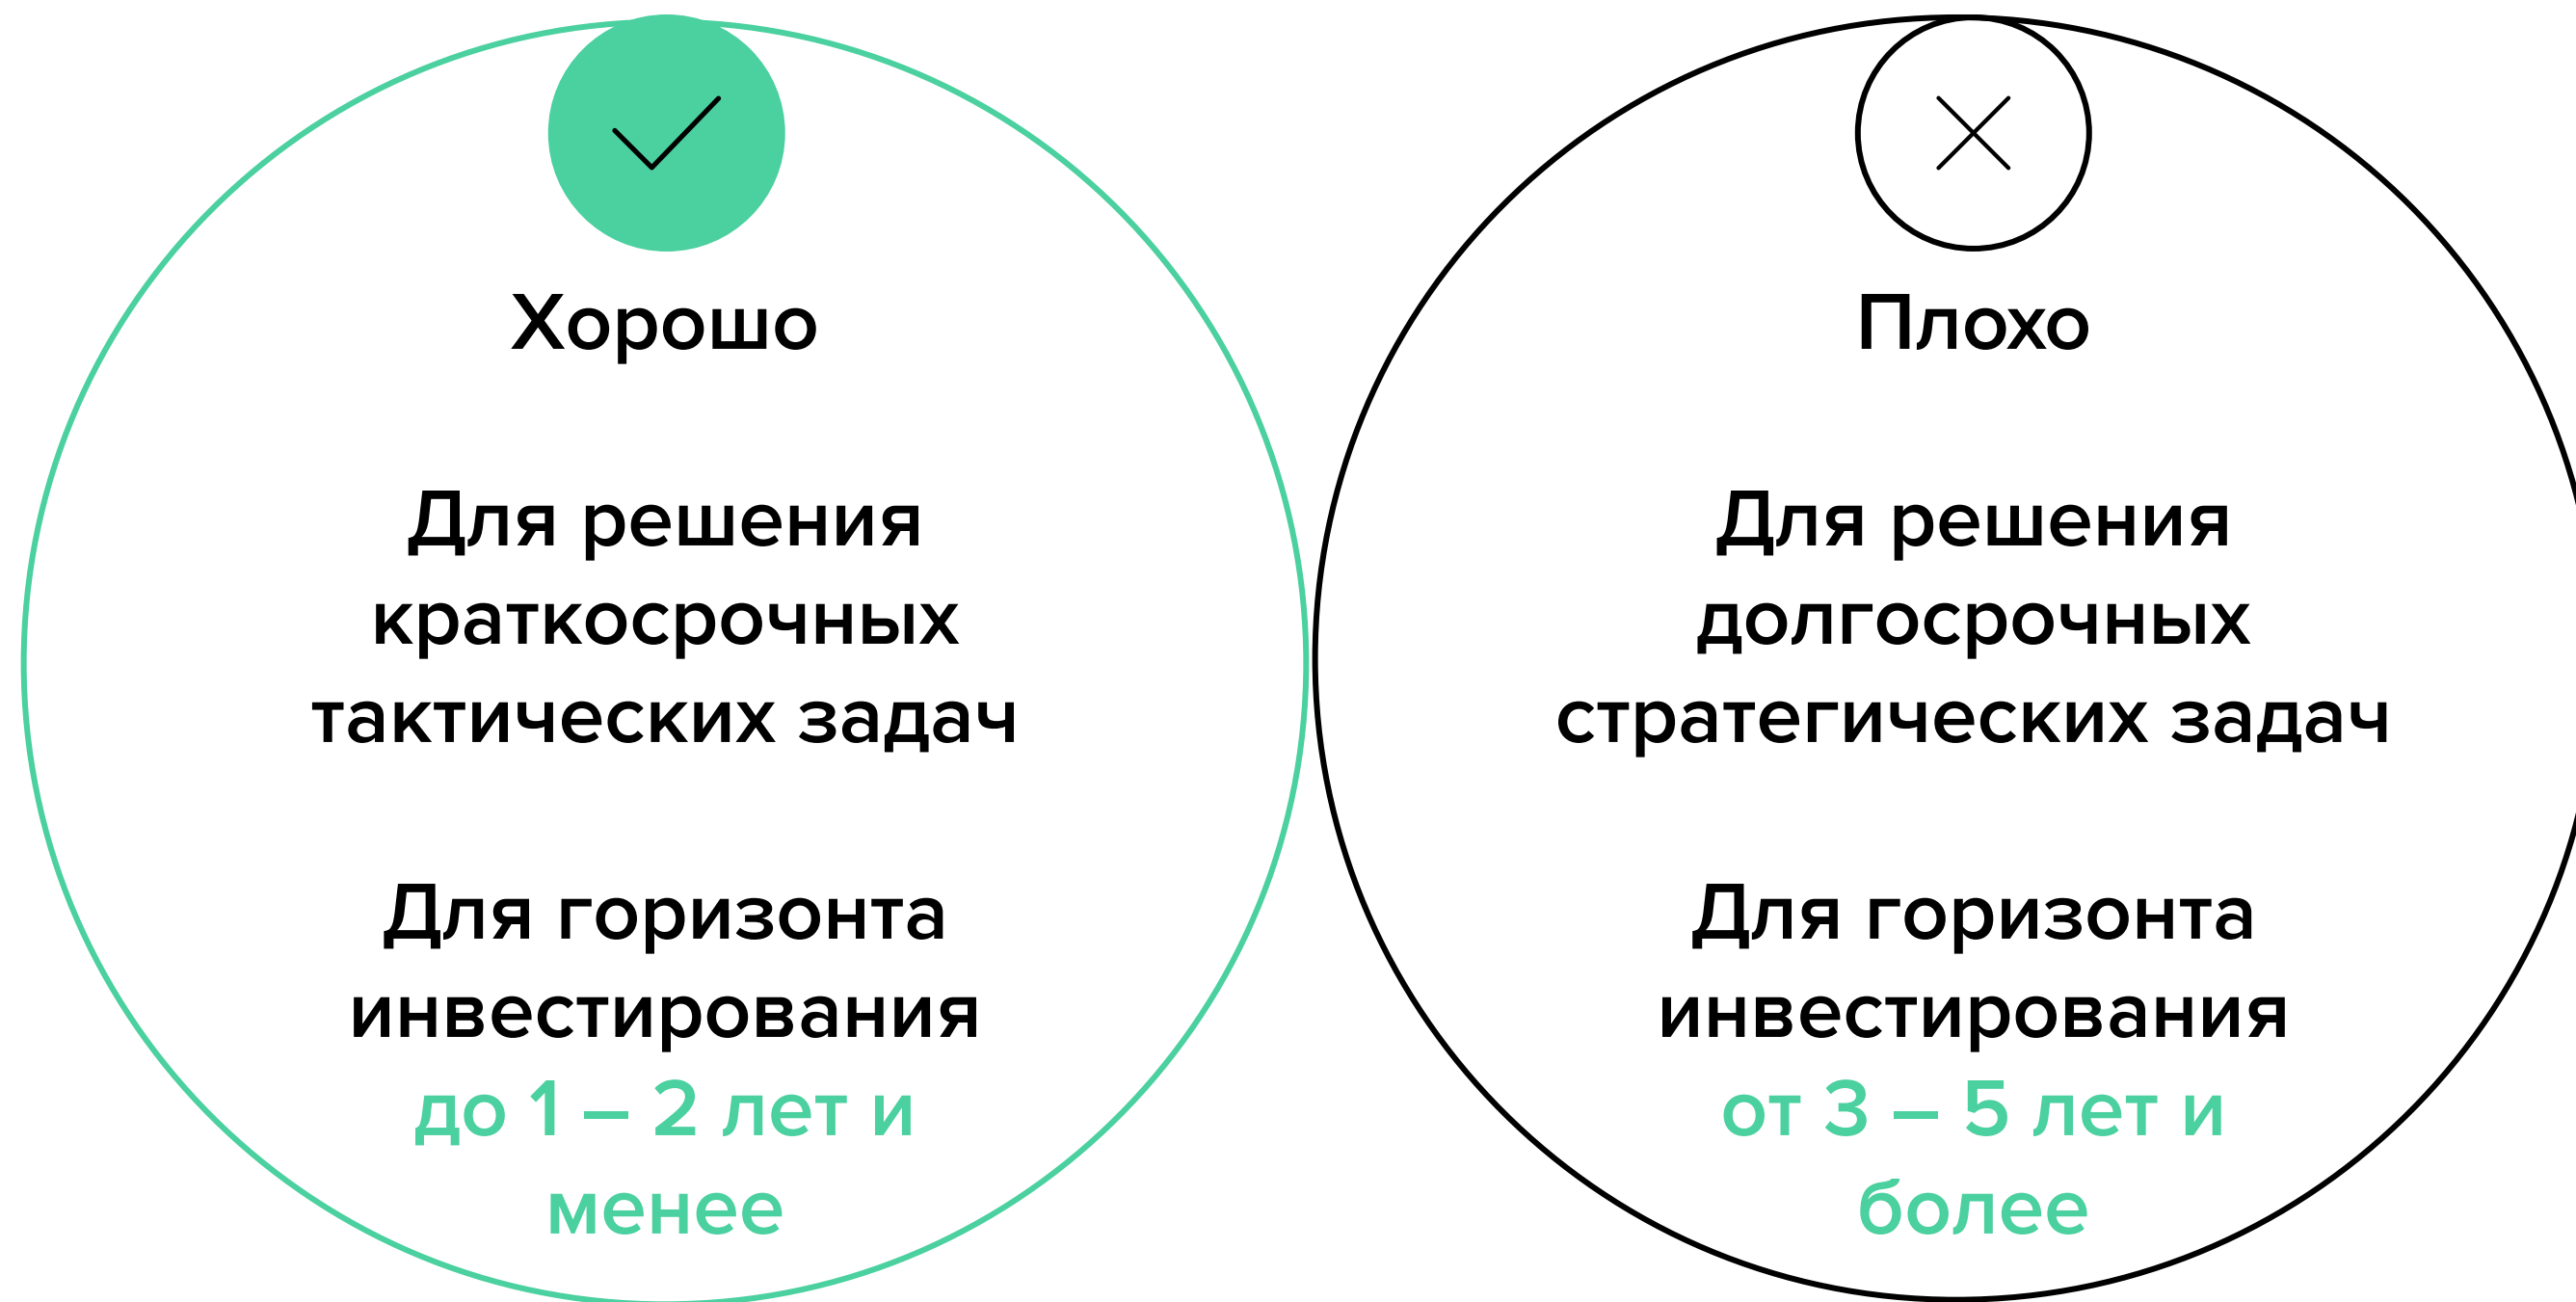 Хорошо
Для решения
краткосрочных
тактических задач
Для горизонта
инвестирования
до 1 – 2 лет и
менее
Плохо
Для решения
долгосрочных
стратегических задач
Для горизонта
инвестирования
от 3 – 5 лет и
более